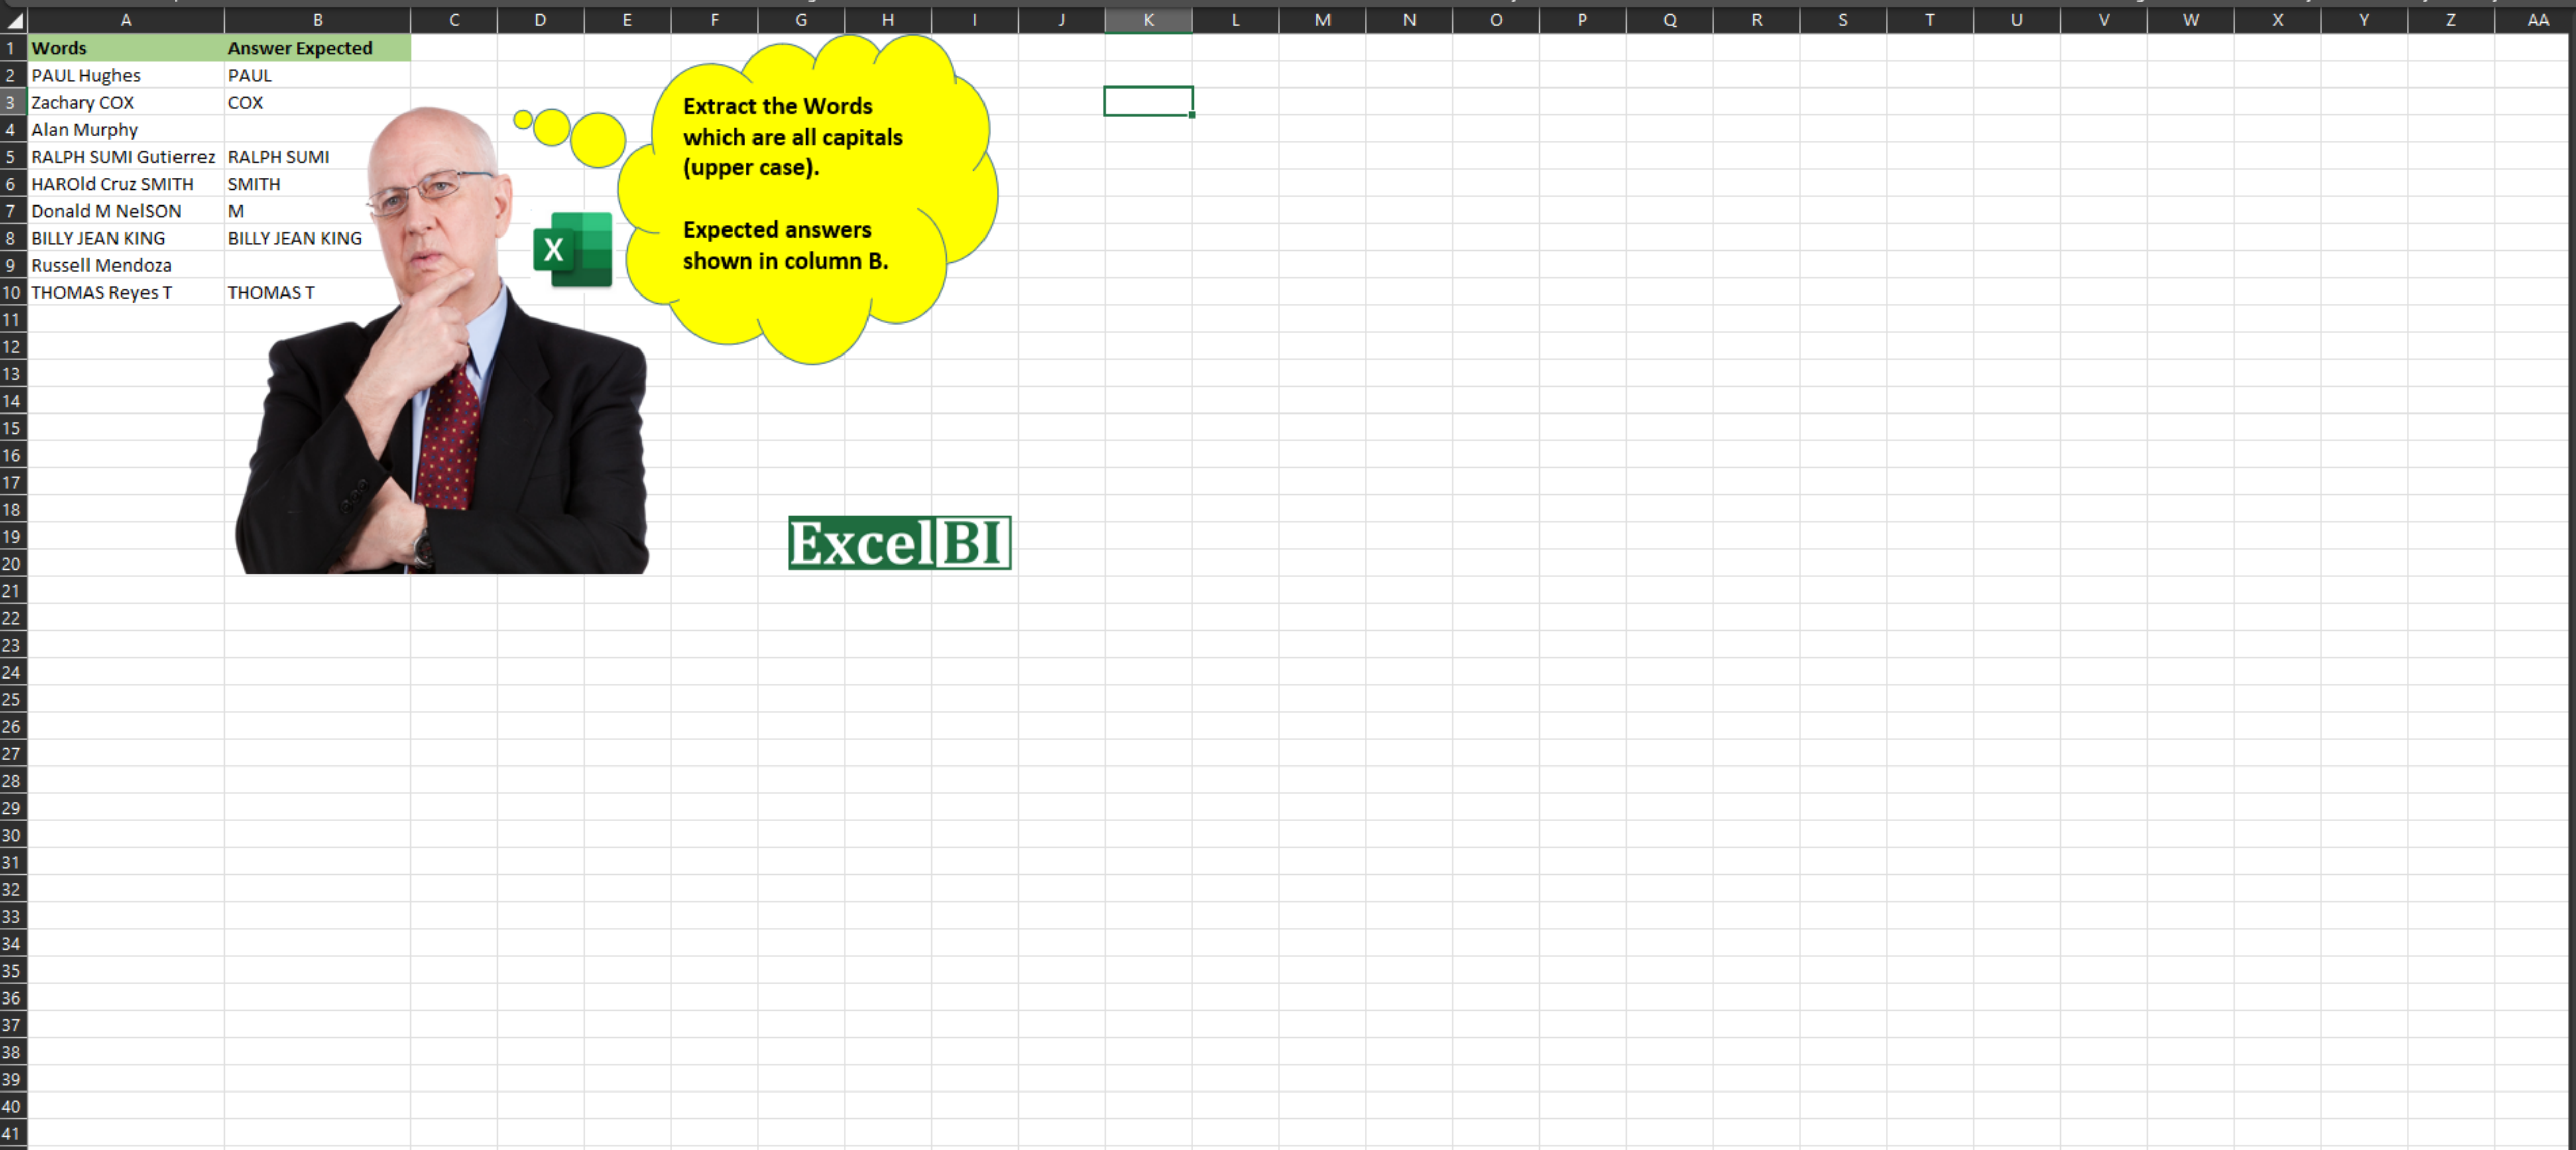 A B C D E F G H I J K L M N O P Q R S T U V W X Y Z AA
1 Words Answer Expected
2 PAUL Hughes PAUL
3 Zachary COX COX
4 Alan Murphy
5 RALPH SUMI Gutierrez RALPH SUMI
6 HAROld Cruz SMITH SMITH
7 Donald M NelSON M
8 BILLY JEAN KING BILLY JEAN KING
9 Russell Mendoza
10 THOMAS Reyes T THOMAS T
11
12
13
14
15
16
17
18
19
20
21
22
23
24
25
26
27
28
29
30
31
32
33
34
35
36
37
38
39
40
41
Extract the Words
which are all capitals
(upper case).
Expected answers
shown in column B.
X
Excel BI